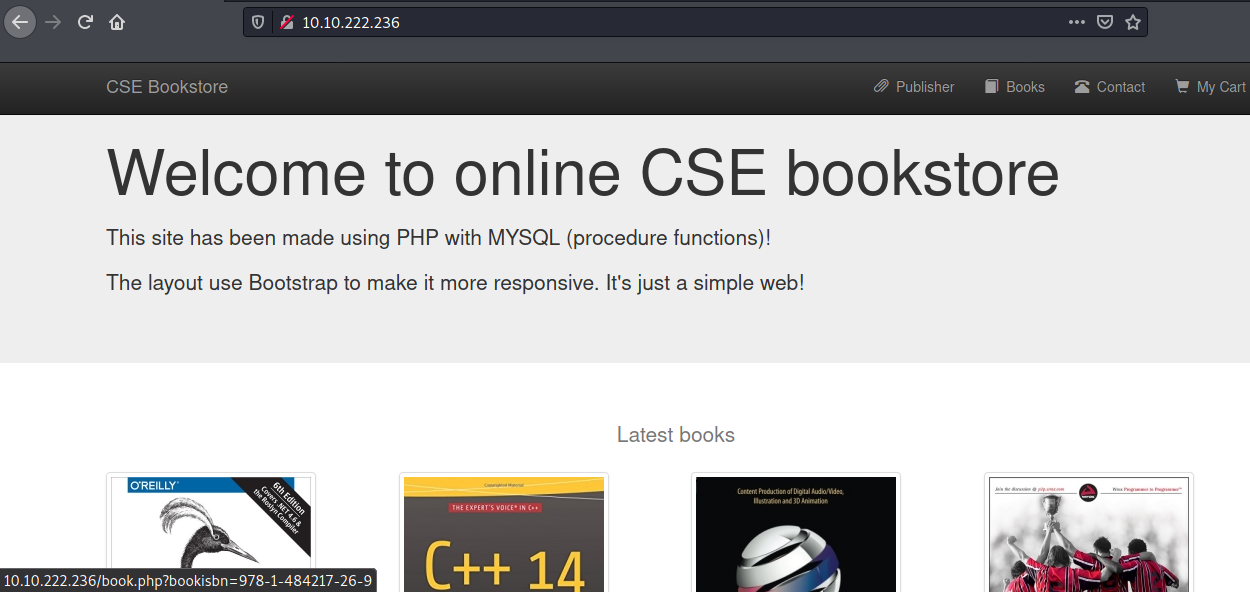 10.10.222.236
CSE Bookstore
Publisher
Books
Contact
My Cart
Welcome to online CSE bookstore
This site has been made using PHP with MYSQL (procedure functions)!
The layout use Bootstrap to make it more responsive. It's just a simple web!
Latest books
O'REILLY®
6th Edition
Covers .NET 4.6 &
the Roslyn Compiler
THE EXPERT'S VOICE® IN C++
C++ 14
Content Production of Digital Audio/Video,
Illustration and 3D Animation
Join the discussion @ p2p.wrox.com
Wrox Programmer to Programmer™
10.10.222.236/book.php?bookisbn=978-1-484217-26-9